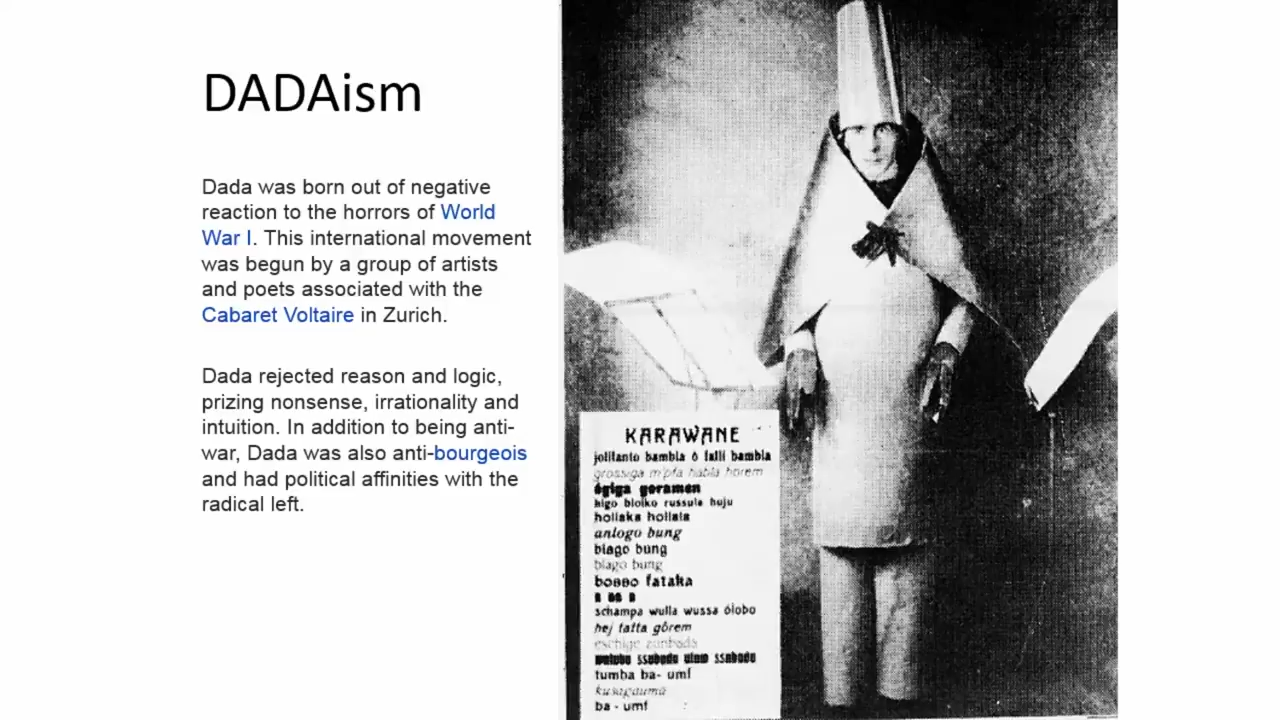 DADAism
Dada was born out of negative
reaction to the horrors of World
War I. This international movement
was begun by a group of artists
and poets associated with the
Cabaret Voltaire in Zurich.
Dada rejected reason and logic,
prizing nonsense, irrationality and
intuition. In addition to being anti-
war, Dada was also anti-bourgeois
and had political affinities with the
radical left.
KARAWANE
jolifanto bambla ô falli bambla
grossiga m'pfa habla horem
égiga goramen
higo bloiko russula huju
hollaka hollala
anlogo bung
blago bung
blago bung
bosso fataka
schampa wulla wussa ólobo
hej tatta gôrem
eschige zunbada
ssubudu uluw ssubudu
tumba ba- umf
kusagauma
ba - umf